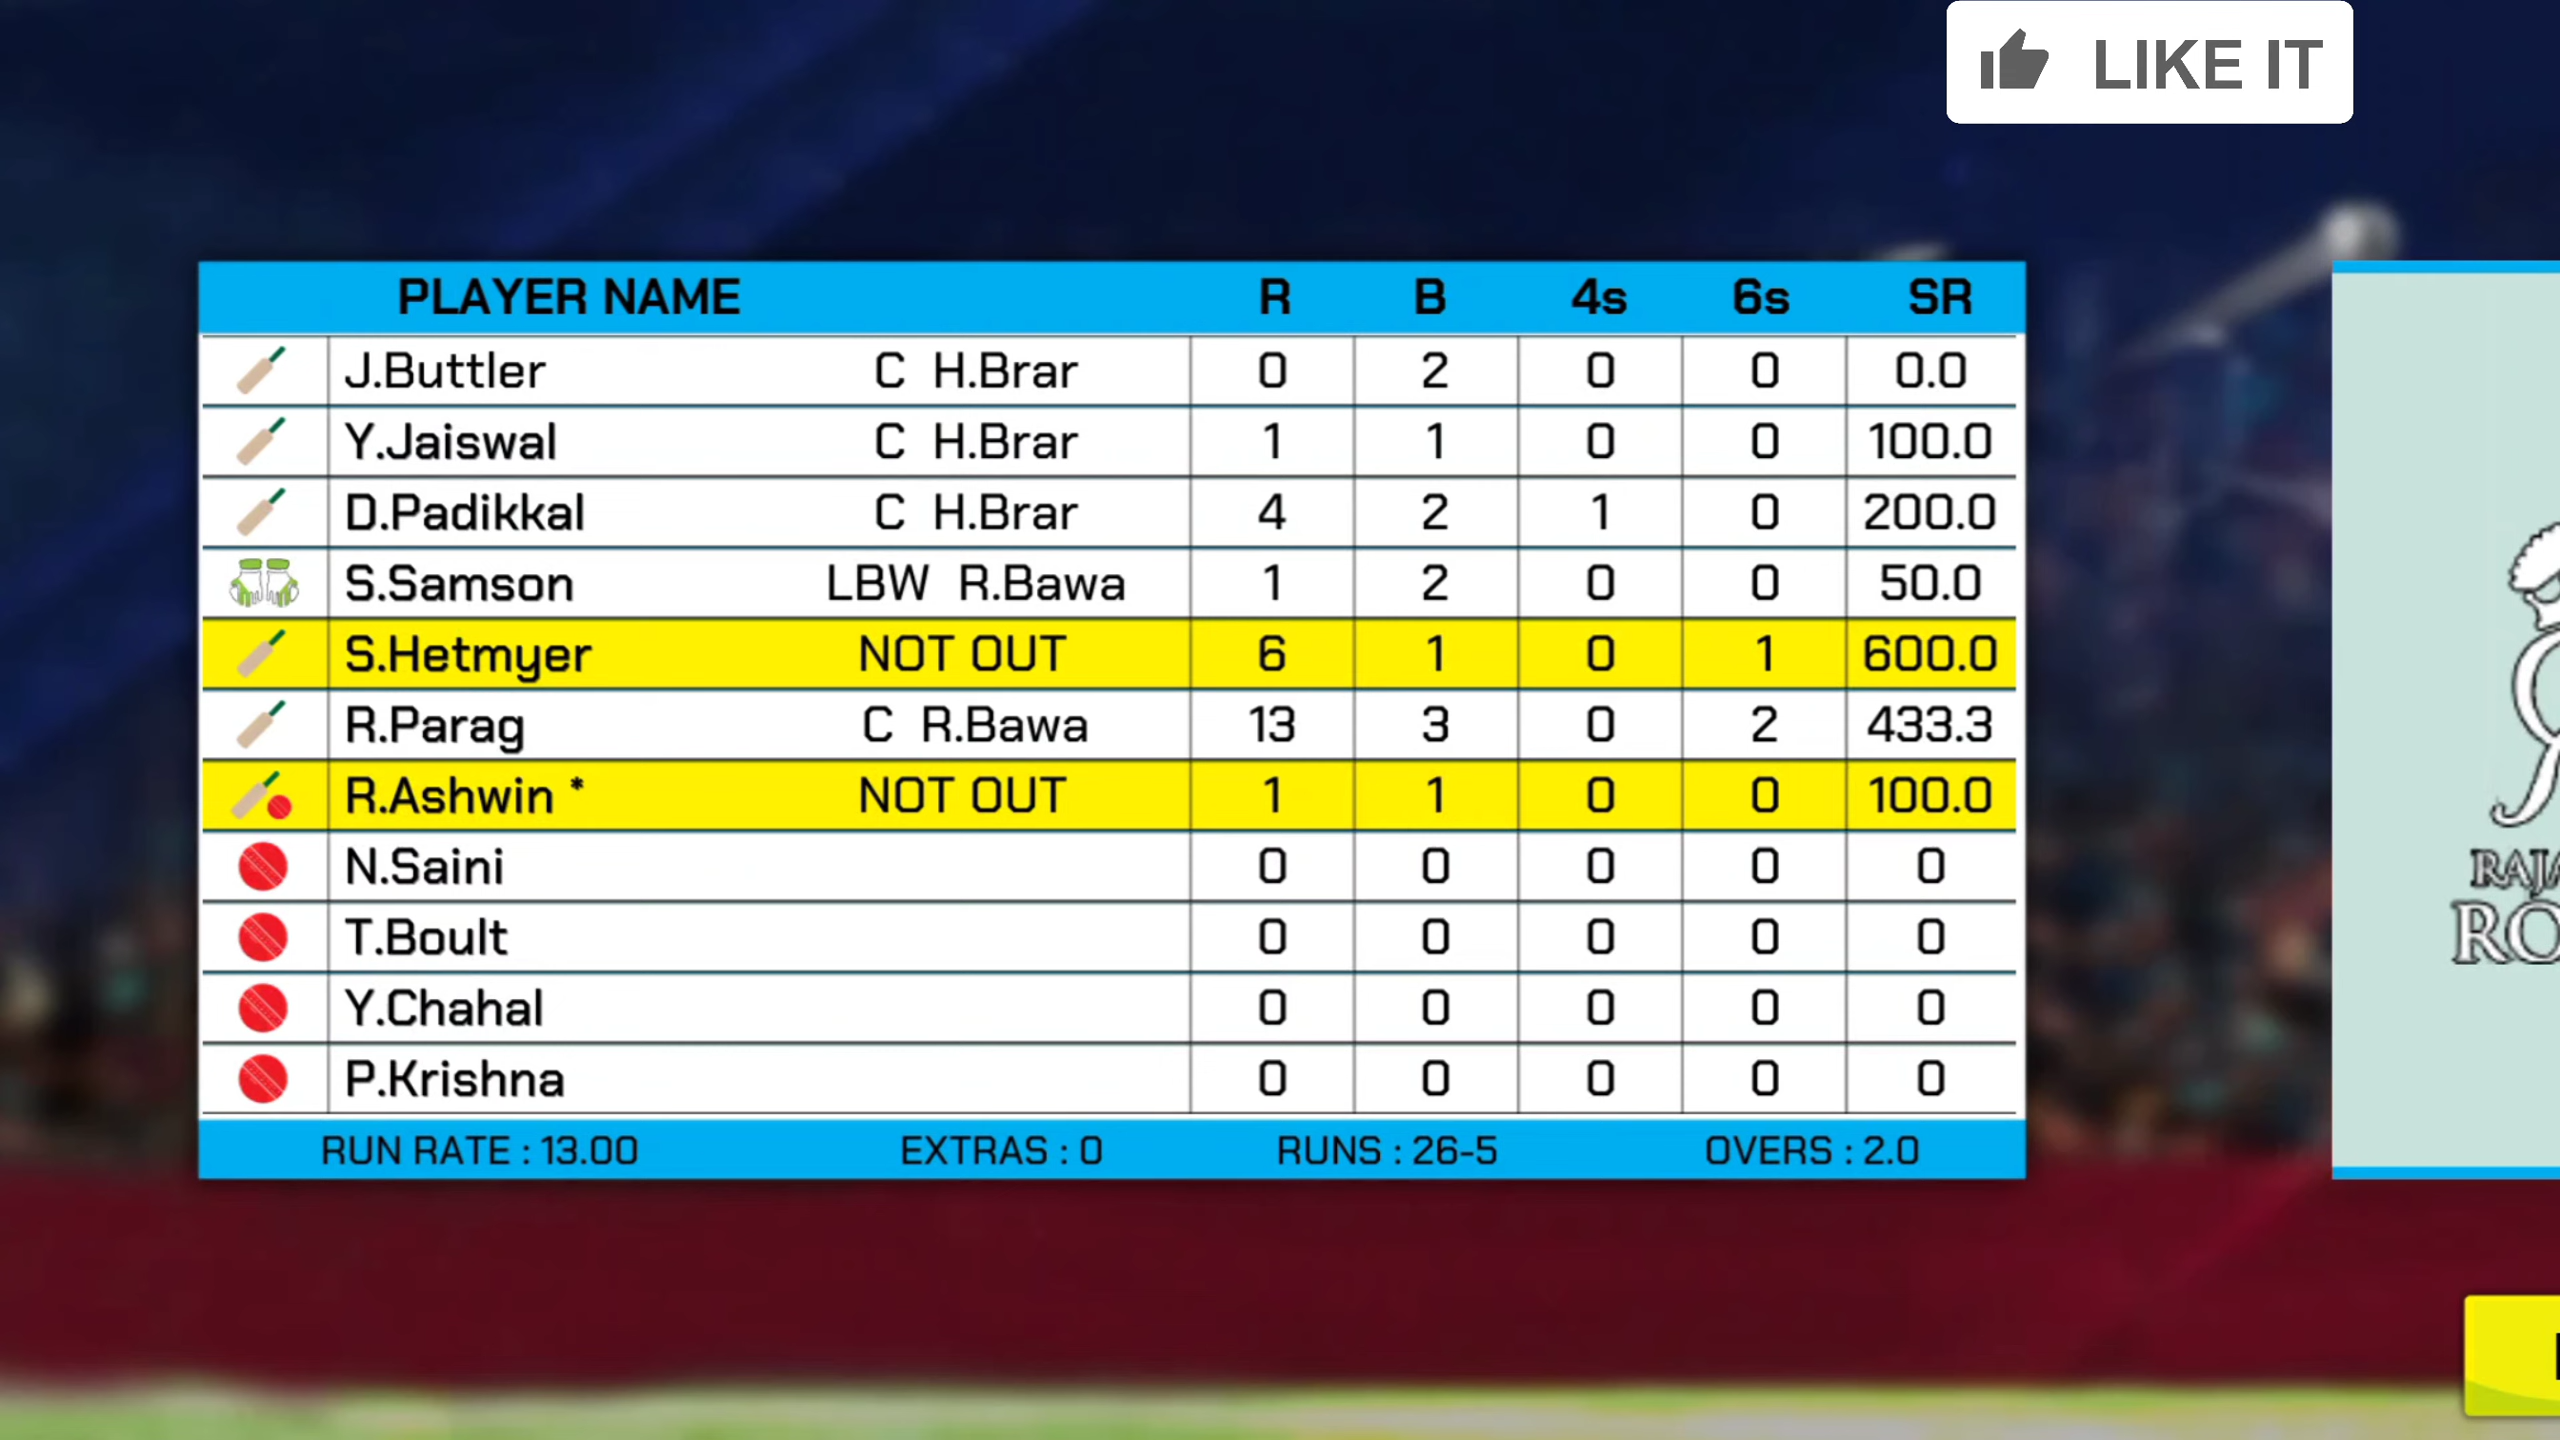 LIKE IT
PLAYER NAME R B 4s 6s SR
J.Buttler C H.Brar 0 2 0 0 0.0
Y.Jaiswal C H.Brar 1 1 0 0 100.0
D.Padikkal C H.Brar 4 2 1 0 200.0
S.Samson LBW R.Bawa 1 2 0 0 50.0
S.Hetmyer NOT OUT 6 1 0 1 600.0
R.Parag C R.Bawa 13 3 0 2 433.3
R.Ashwin * NOT OUT 1 1 0 0 100.0
N.Saini 0 0 0 0 0
T.Boult 0 0 0 0 0
Y.Chahal 0 0 0 0 0
P.Krishna 0 0 0 0 0
RUN RATE : 13.00 EXTRAS : 0 RUNS : 26-5 OVERS : 2.0